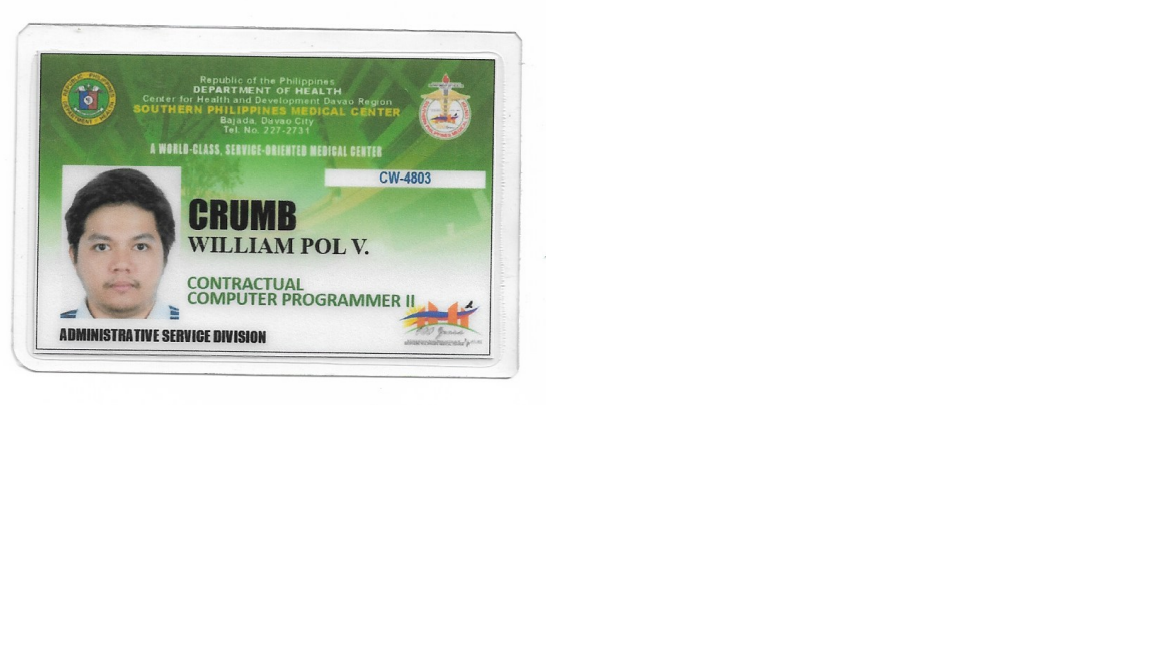 Republic of the Philippines
DEPARTMENT OF HEALTH
Center for Health and Development Davao Region
SOUTHERN PHILIPPINES MEDICAL CENTER
Bajada, Davao City
Tel. No. 227-2731
A WORLD-CLASS, SERVICE-ORIENTED MEDICAL CENTER
CW-4803
CRUMB
WILLIAM POL V.
CONTRACTUAL
COMPUTER PROGRAMMER II
ADMINISTRATIVE SERVICE DIVISION